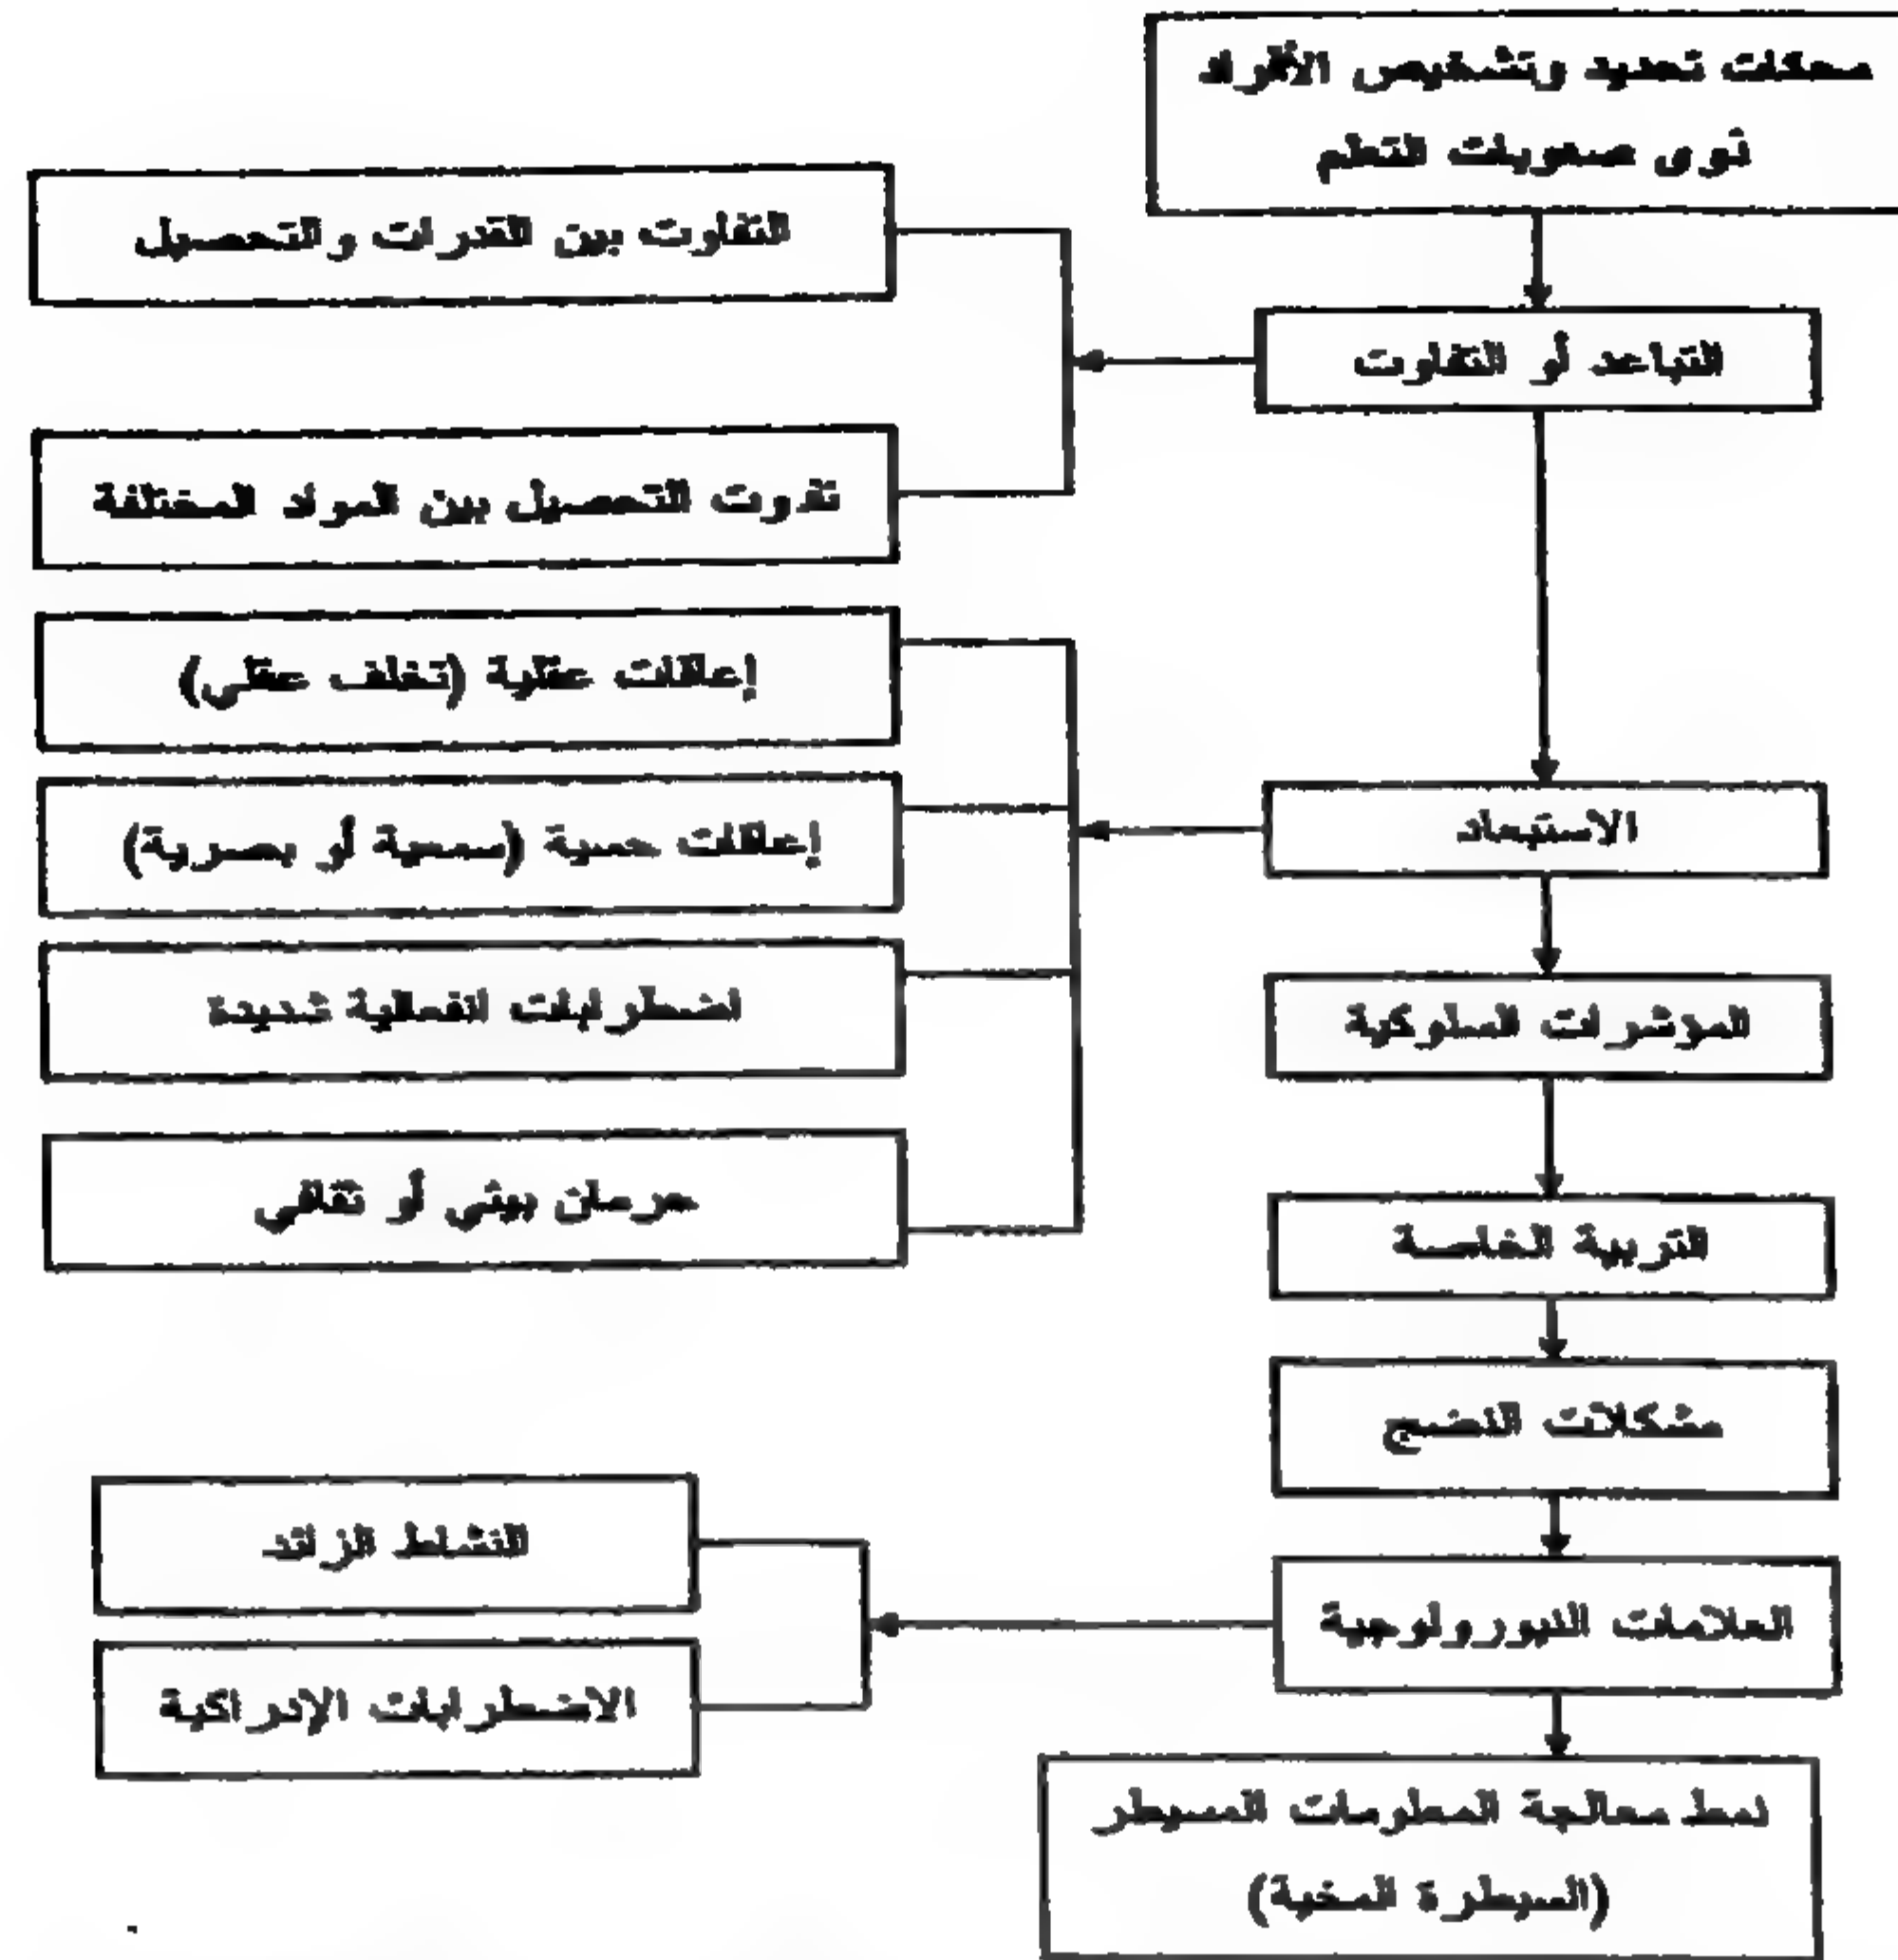 محكات تحديد وتشخيص الأفراد
ذوى صعوبات التعلم
التباعد أو التفاوت
التفاوت بين القدرات والتحصيل
تفاوت التحصيل بين المواد المختلفة
الاستبعاد
إعاقات عقلية (تخلف عقلى)
إعاقات حسية (سمعية أو بصرية)
اضطرابات انفعالية شديدة
حرمان بيئي أو ثقافي
المؤشرات السلوكية
التربية الخاصة
مشكلات النضج
العلامات النيورولوجية
النشاط الزائد
الاضطرابات الإدراكية
نمط معالجة المعلومات المسيطر
(السيطرة المخية)